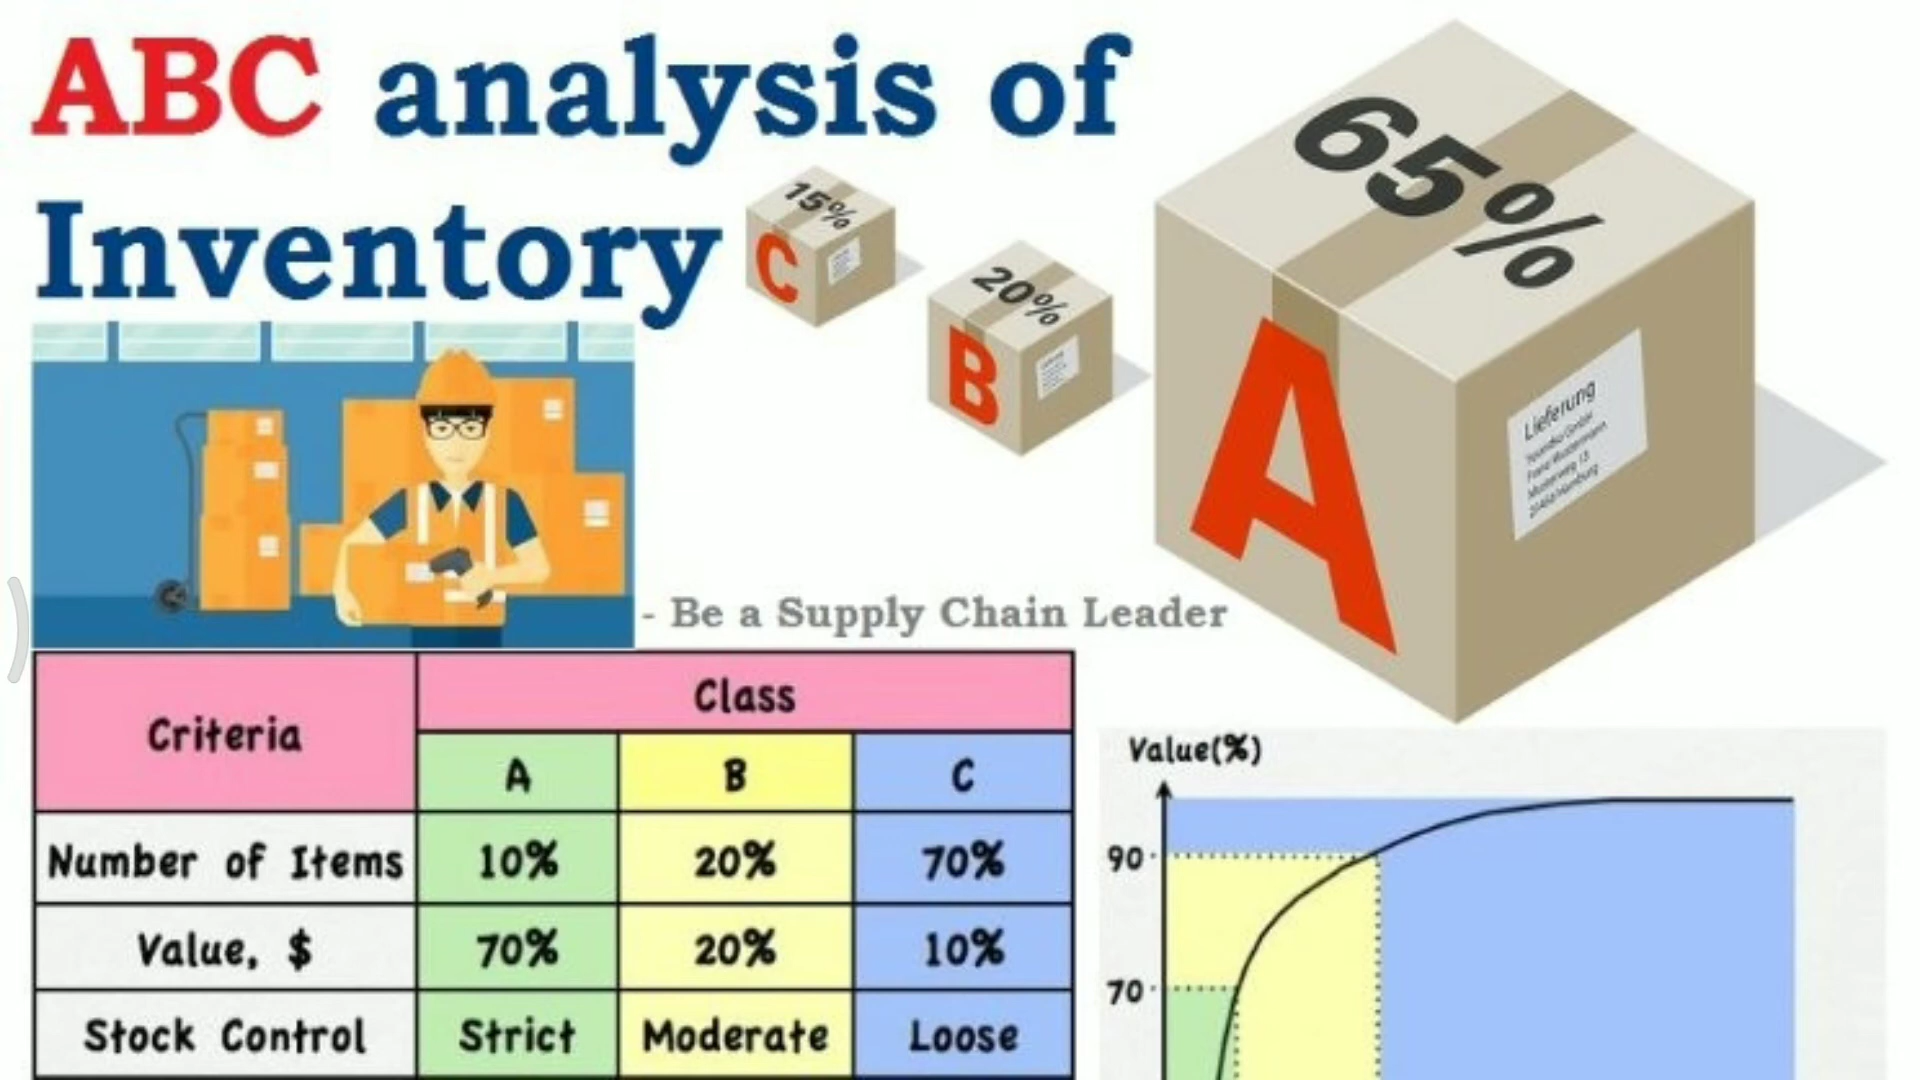 ABC analysis of
Inventory
15%
C
20%
B
65%
A
Lieferung
- Be a Supply Chain Leader
Criteria Class
A B C
Number of Items 10% 20% 70%
Value, $ 70% 20% 10%
Stock Control Strict Moderate Loose
Value(%)
90
70